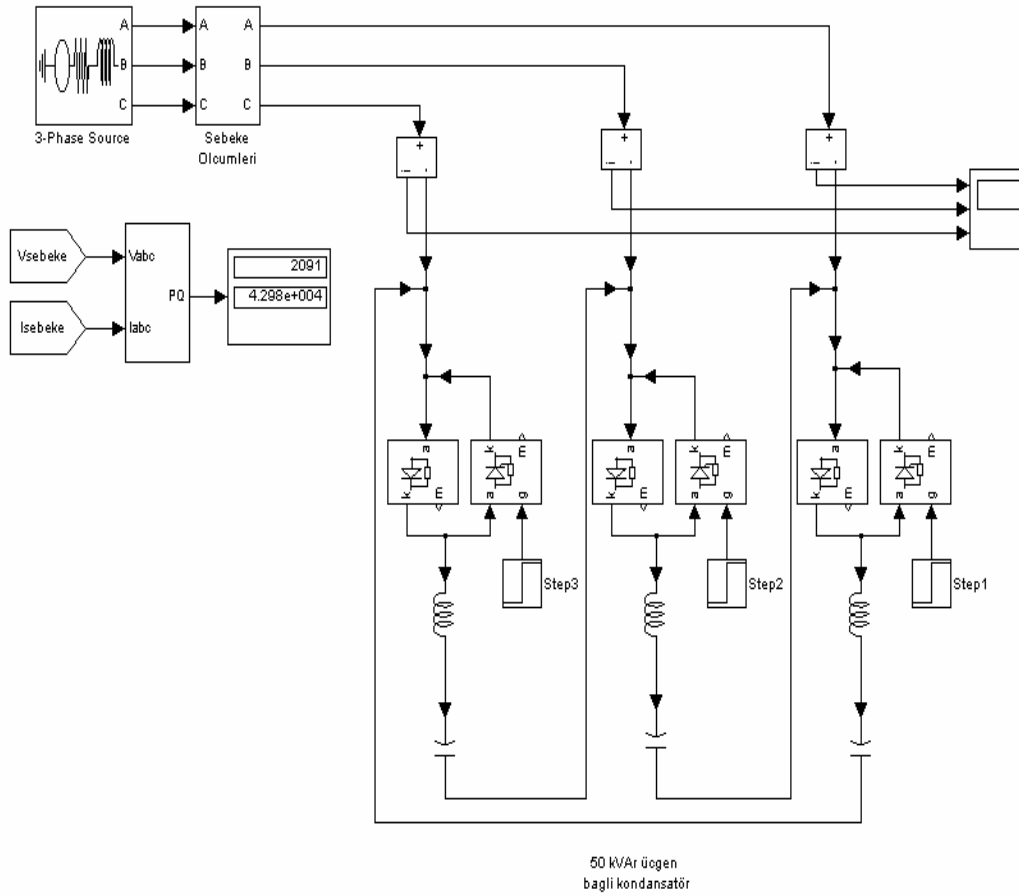 A
B
C
A
B
C
A
B
C
3-Phase Source
Sebeke
Olcumleri
+
i
-
+
i
-
+
i
-
Vsebeke
Isebeke
Vabc
Iabc
PQ
2091
4.298e+004
a
k
m
k
m
a
g
a
k
m
k
m
a
g
a
k
m
k
m
a
g
Step3
Step2
Step1
50 kVAr üçgen
bagli kondansatör